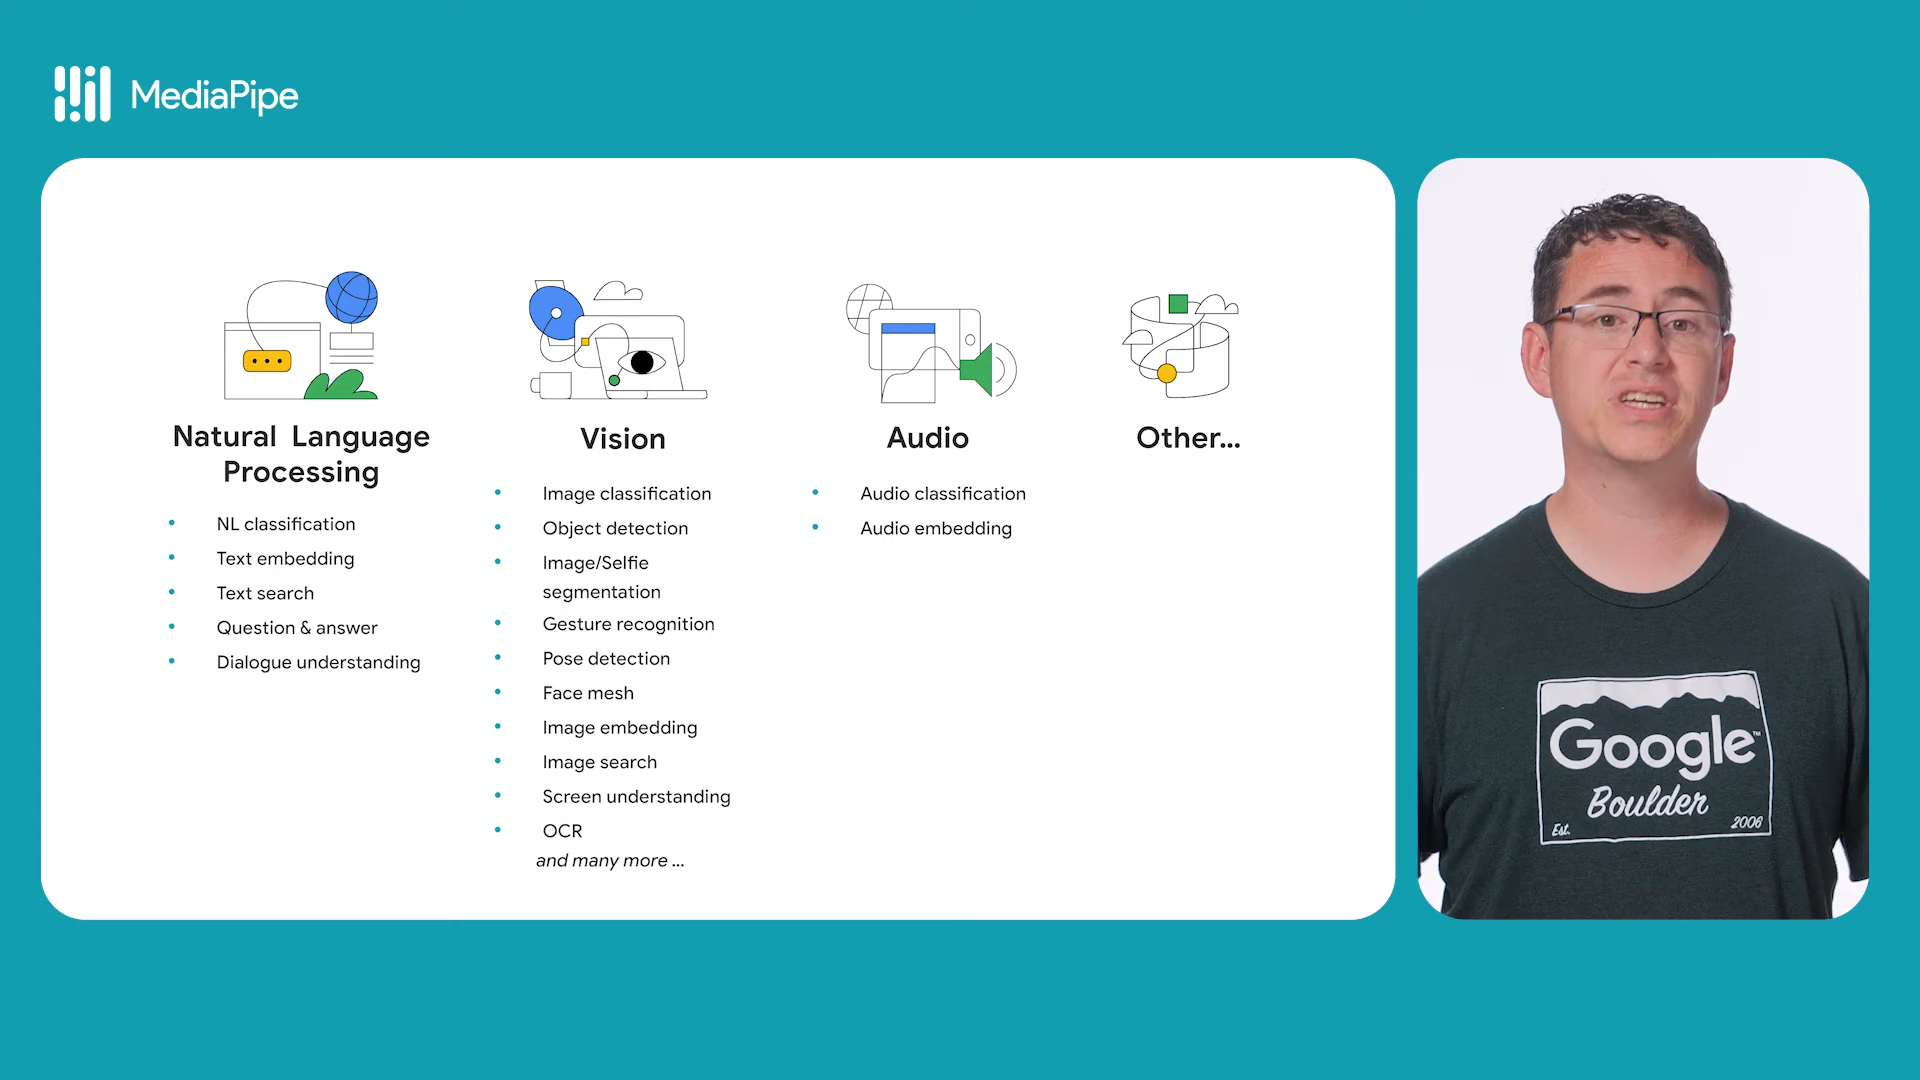 MediaPipe
Natural Language
Processing
• NL classification
• Text embedding
• Text search
• Question & answer
• Dialogue understanding
Vision
• Image classification
• Object detection
• Image/Selfie
segmentation
• Gesture recognition
• Pose detection
• Face mesh
• Image embedding
• Image search
• Screen understanding
• OCR
and many more ...
Audio
• Audio classification
• Audio embedding
Other...
Google™
Boulder
Est. 2006